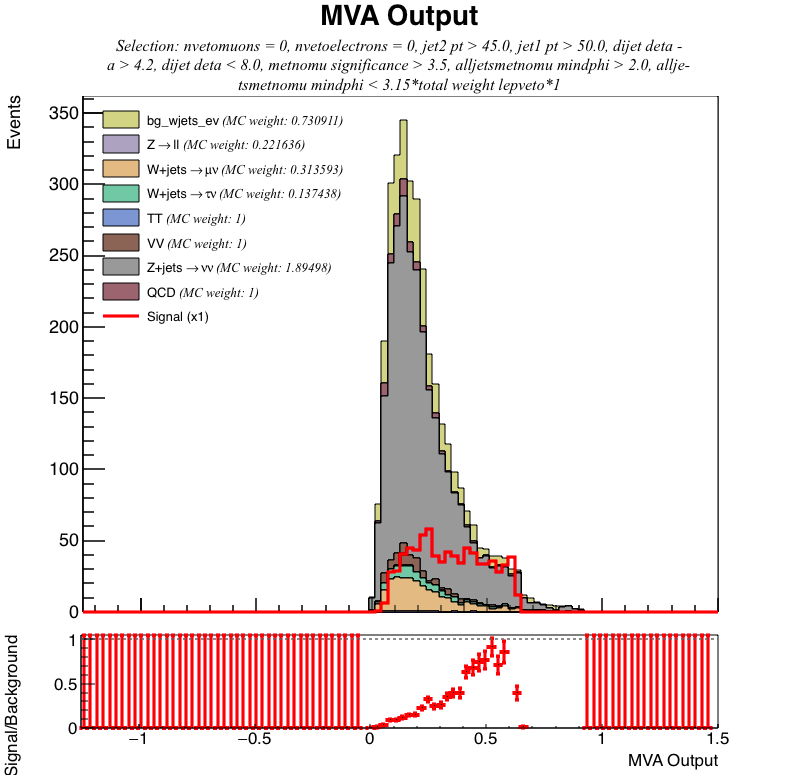 MVA Output
Selection: nvetomuons = 0, nvetoelectrons = 0, jet2 pt > 45.0, jet1 pt > 50.0, dijet deta -
a > 4.2, dijet deta < 8.0, metnomu significance > 3.5, alljetsmetnomu mindphi > 2.0, allje-
tsmetnomu mindphi < 3.15*total weight lepveto*1
Events
350
300
250
200
150
100
50
0
bg_wjets_ev (MC weight: 0.730911)
Z → ll (MC weight: 0.221636)
W+jets → μν (MC weight: 0.313593)
W+jets → τν (MC weight: 0.137438)
TT (MC weight: 1)
VV (MC weight: 1)
Z+jets → νν (MC weight: 1.89498)
QCD (MC weight: 1)
Signal (x1)
Signal/Background
1
0.5
0
−1 −0.5 0 0.5 1 1.5
MVA Output